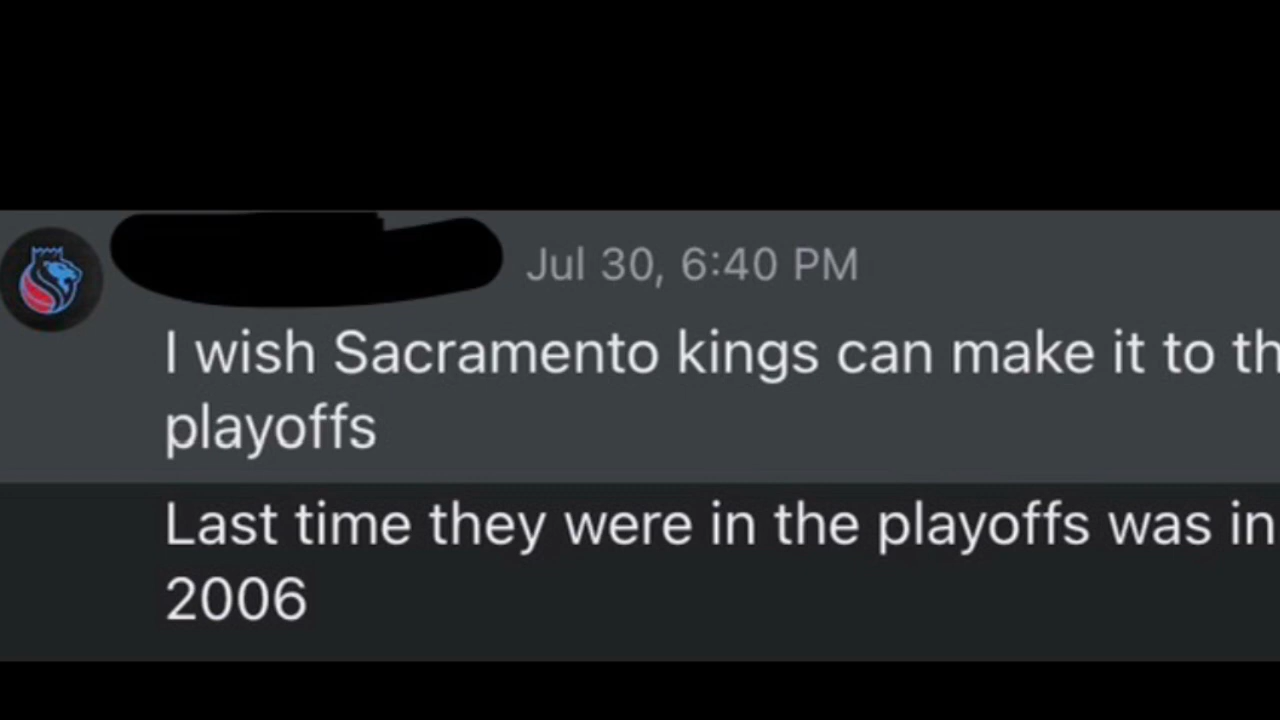 Jul 30, 6:40 PM
I wish Sacramento kings can make it to th
playoffs
Last time they were in the playoffs was in
2006